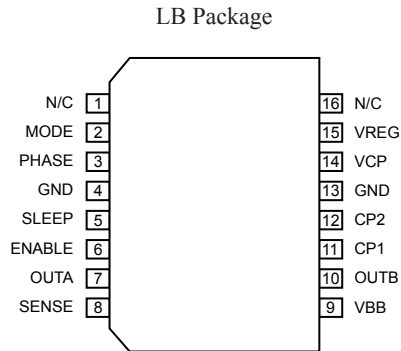 LB Package
N/C 1 16 N/C
MODE 2 15 VREG
PHASE 3 14 VCP
GND 4 13 GND
SLEEP 5 12 CP2
ENABLE 6 11 CP1
OUTA 7 10 OUTB
SENSE 8 9 VBB